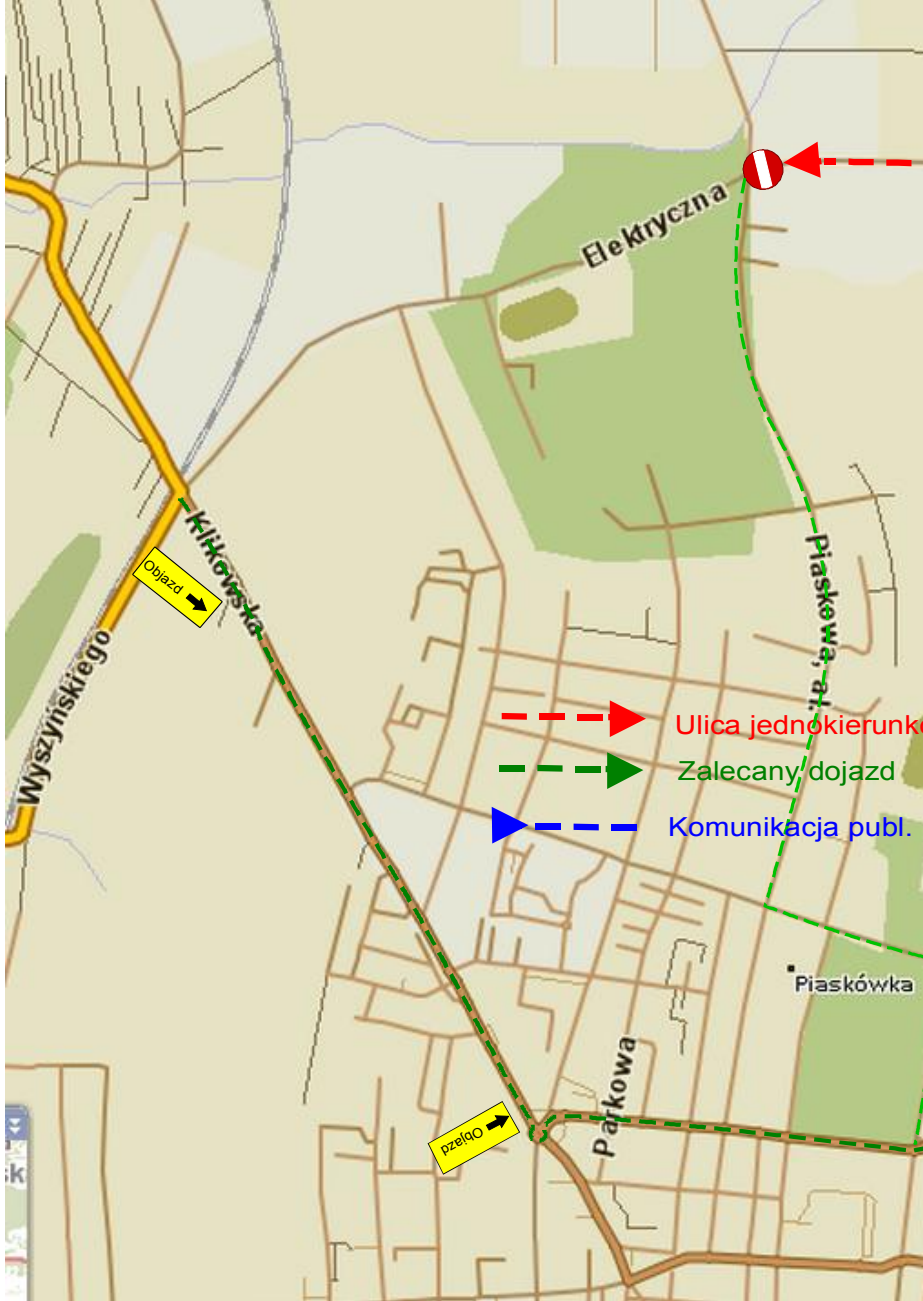 Elektryczna
Klikowska
Objazd
Wyszyńskiego
Piaskowa, al.
Ulica jednokierunko
Zalecany dojazd
Komunikacja publ.
Piaskówka
Parkowa
Objazd